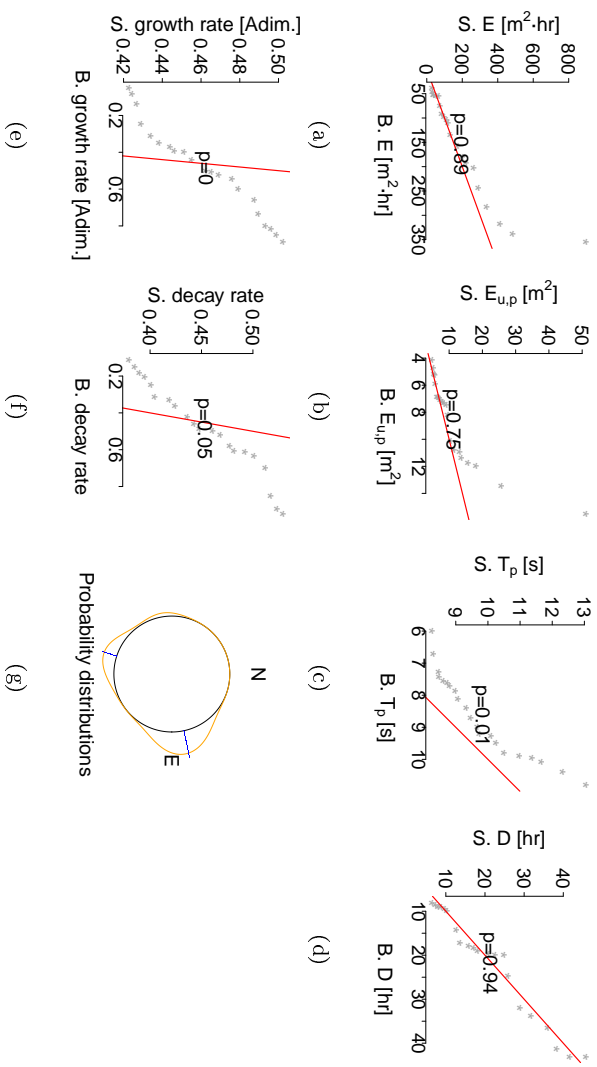 S. E [m²·hr]
0 200 400 600 800
50 150 250 350
p=0.89
B. E [m²·hr]
(a)
S. E_{u,p} [m²]
10 20 30 40 50
4 6 8 12
p=0.75
B. E_{u,p} [m²]
(b)
S. T_p [s]
9 10 11 12 13
6 7 8 9 10
p=0.01
B. T_p [s]
(c)
S. D [hr]
10 20 30 40
10 20 30 40
p=0.94
B. D [hr]
(d)
S. growth rate [Adim.]
0.42 0.44 0.46 0.48 0.50
0.2 0.6
p=0
B. growth rate [Adim.]
(e)
S. decay rate
0.40 0.45 0.50
0.2 0.6
p=0.05
B. decay rate
(f)
N
E
Probability distributions
(g)